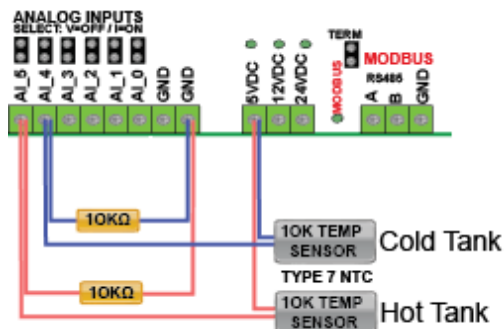 ANALOG INPUTS
SELECT: V=OFF / I=ON
AI_5
AI_4
AI_3
AI_2
AI_1
AI_0
GND
GND
5VDC
12VDC
24VDC
MODBUS
TERM
MODBUS
RS485
A
B
GND
10KΩ
10K TEMP
SENSOR
Cold Tank
TYPE 7 NTC
10KΩ
10K TEMP
SENSOR
Hot Tank